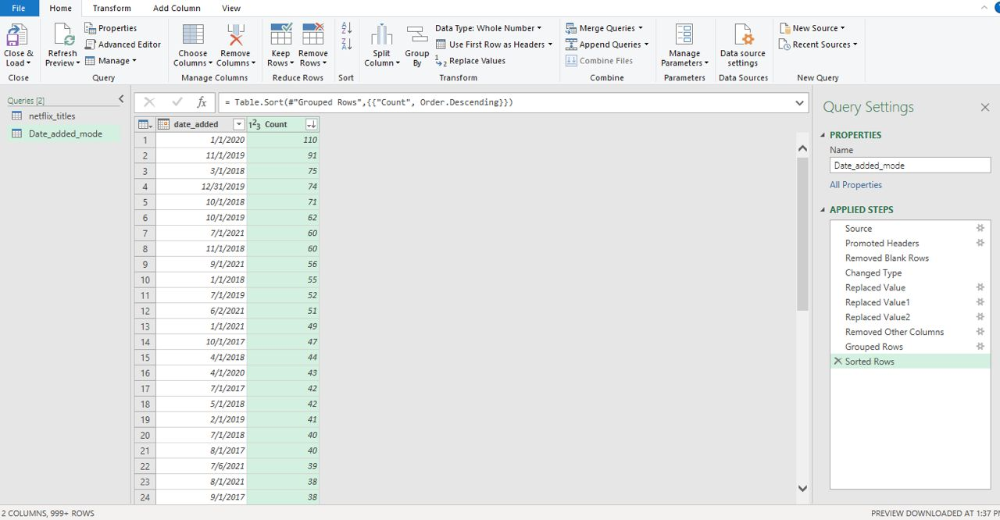 File Home Transform Add Column View
Close & Load Refresh Preview Properties Advanced Editor Manage Choose Columns Remove Columns Keep Rows Remove Rows Split Column Group By Data Type: Whole Number Use First Row as Headers 1 2 Replace Values Merge Queries Append Queries Combine Files Manage Parameters Data source settings New Source Recent Sources
Close Query Manage Columns Reduce Rows Sort Transform Combine Parameters Data Sources New Query
Queries [2]
netflix_titles
Date_added_mode
fx = Table.Sort(#"Grouped Rows",{{"Count", Order.Descending}})
date_added 123 Count
1 1/1/2020 110
2 11/1/2019 91
3 3/1/2018 75
4 12/31/2019 74
5 10/1/2018 71
6 10/1/2019 62
7 7/1/2021 60
8 11/1/2018 60
9 9/1/2021 56
10 1/1/2018 55
11 7/1/2019 52
12 6/2/2021 51
13 1/1/2021 49
14 10/1/2017 47
15 4/1/2018 44
16 4/1/2020 43
17 7/1/2017 42
18 5/1/2018 42
19 2/1/2019 41
20 7/1/2018 40
21 8/1/2017 40
22 7/6/2021 39
23 8/1/2021 38
24 9/1/2017 38
Query Settings
PROPERTIES
Name
Date_added_mode
All Properties
APPLIED STEPS
Source
Promoted Headers
Removed Blank Rows
Changed Type
Replaced Value
Replaced Value1
Replaced Value2
Removed Other Columns
Grouped Rows
Sorted Rows
2 COLUMNS, 999+ ROWS
PREVIEW DOWNLOADED AT 1:37